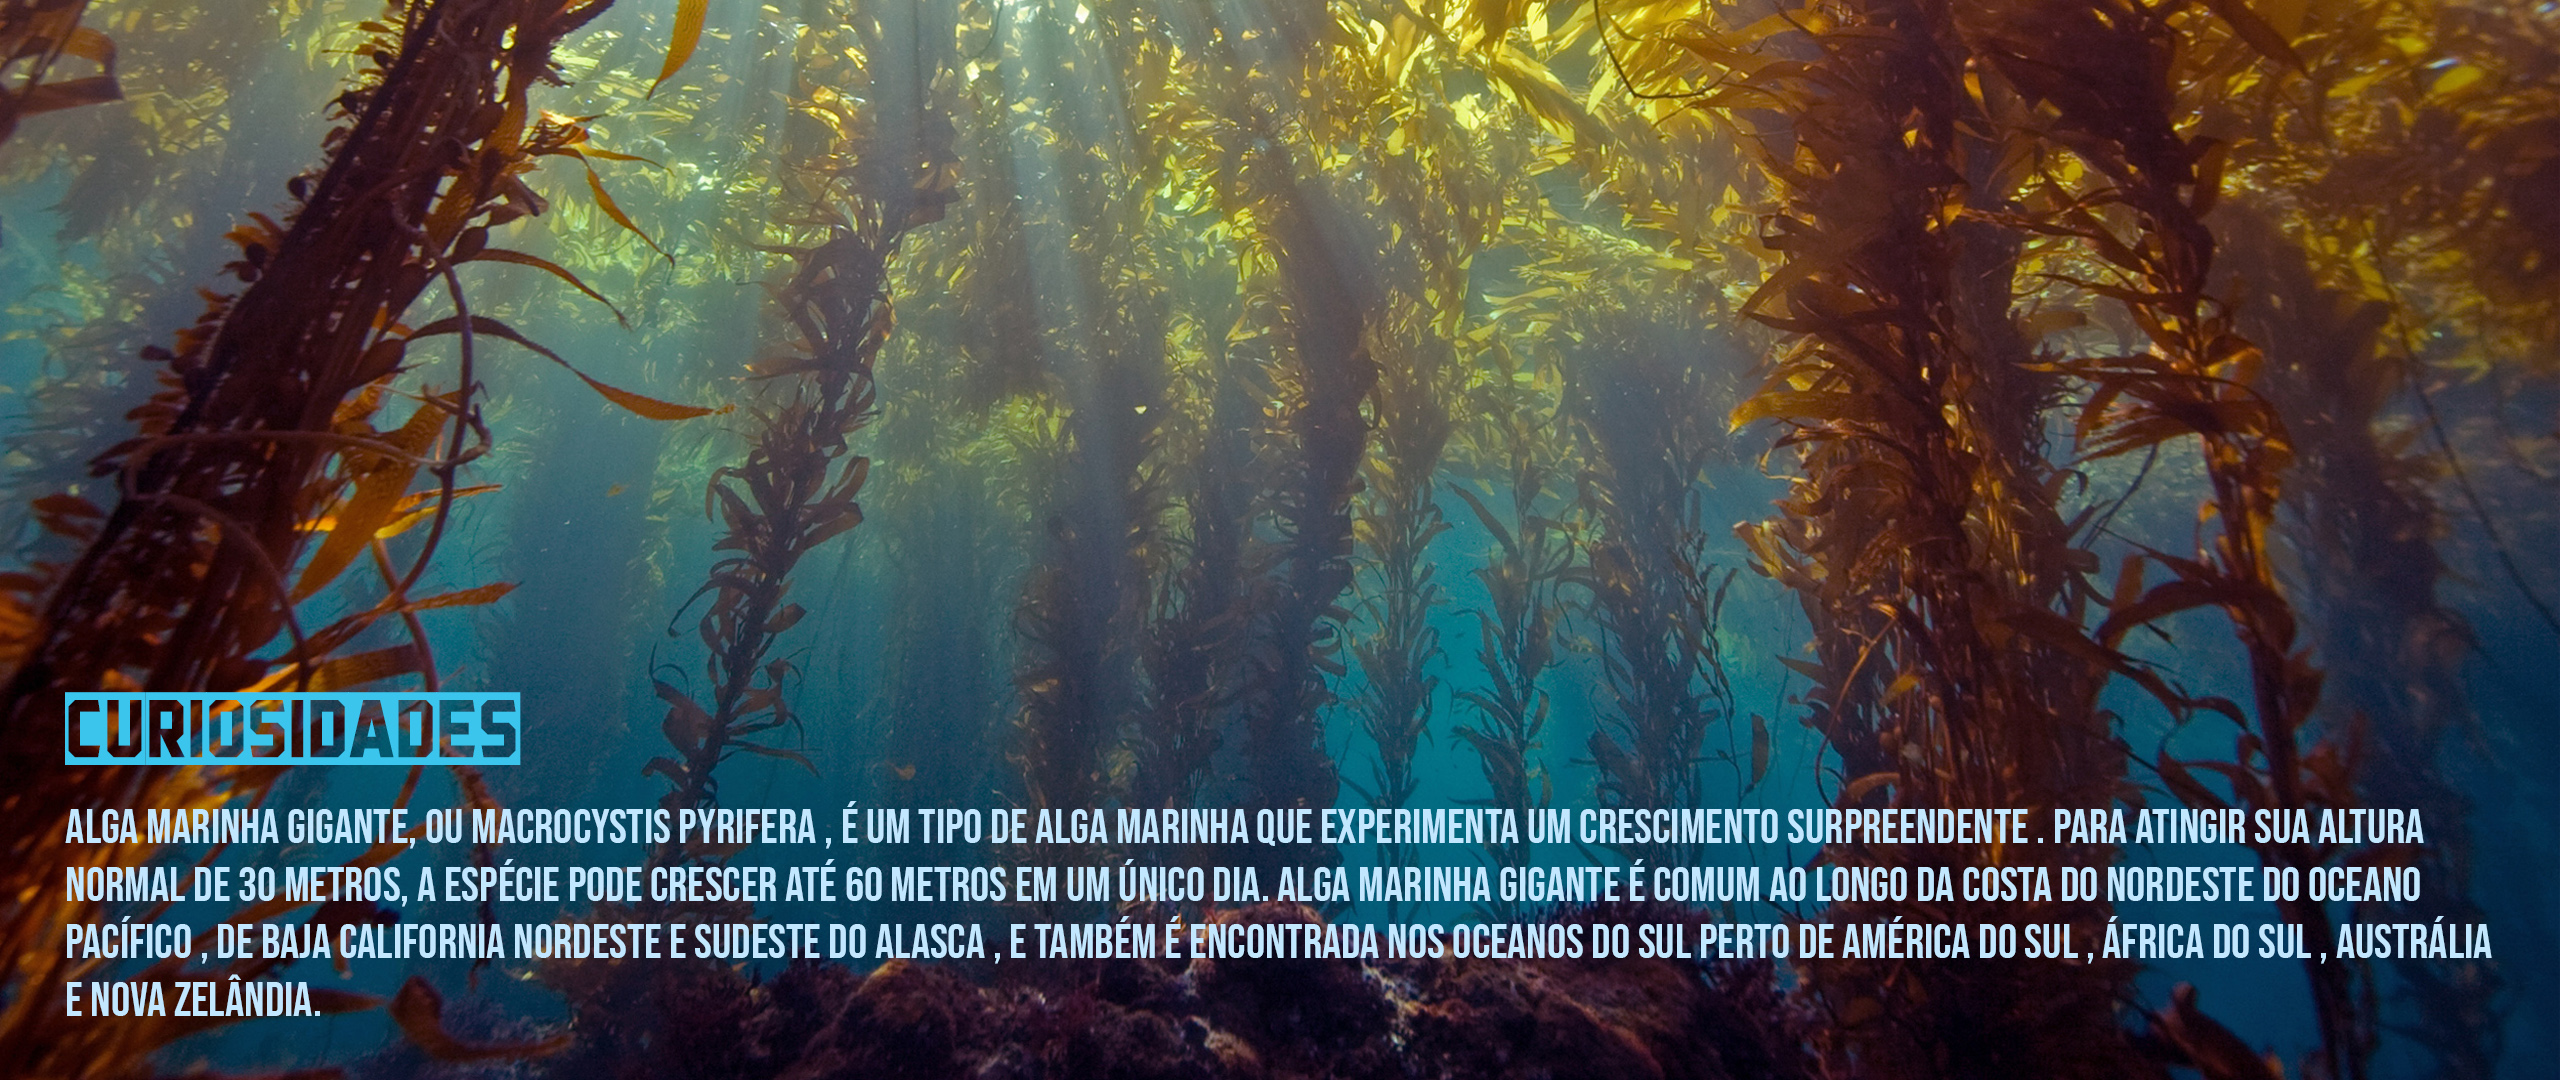 CURIOSIDADES
ALGA MARINHA GIGANTE, OU MACROCYSTIS PYRIFERA , É UM TIPO DE ALGA MARINHA QUE EXPERIMENTA UM CRESCIMENTO SURPREENDENTE . PARA ATINGIR SUA ALTURA
NORMAL DE 30 METROS, A ESPÉCIE PODE CRESCER ATÉ 60 METROS EM UM ÚNICO DIA. ALGA MARINHA GIGANTE É COMUM AO LONGO DA COSTA DO NORDESTE DO OCEANO
PACÍFICO , DE BAJA CALIFORNIA NORDESTE E SUDESTE DO ALASCA , E TAMBÉM É ENCONTRADA NOS OCEANOS DO SUL PERTO DE AMÉRICA DO SUL , ÁFRICA DO SUL , AUSTRÁLIA
E NOVA ZELÂNDIA.